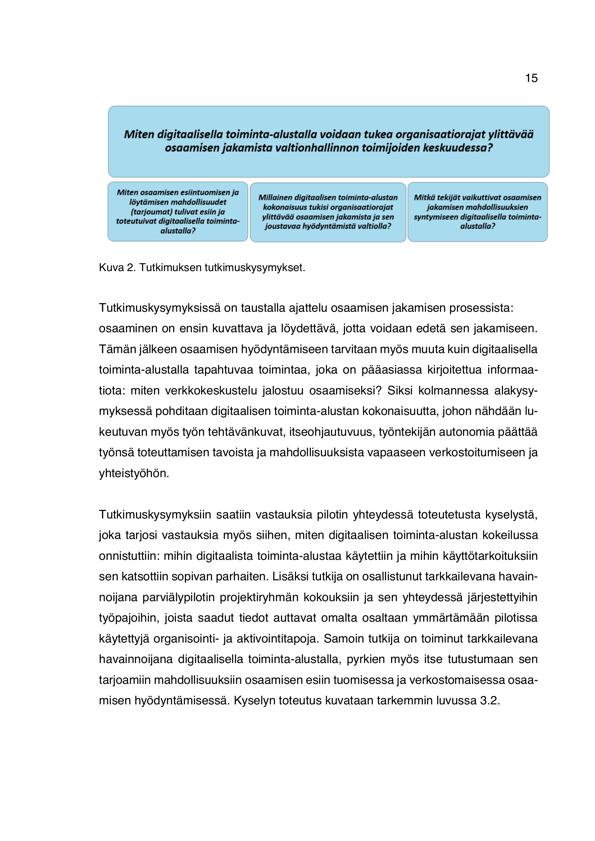 15
Miten digitaalisella toiminta-alustalla voidaan tukea organisaatiorajat ylittävää
osaamisen jakamista valtionhallinnon toimijoiden keskuudessa?
Miten osaamisen esiintuomisen ja
löytämisen mahdollisuudet
(tarjoumat) tulivat esiin ja
toteutuivat digitaalisella toiminta-
alustalla?
Millainen digitaalisen toiminta-alustan
kokonaisuus tukisi organisaatiorajat
ylittävää osaamisen jakamista ja sen
joustavaa hyödyntämistä valtiolla?
Mitkä tekijät vaikuttivat osaamisen
jakamisen mahdollisuuksien
syntymiseen digitaalisella toiminta-
alustalla?
Kuva 2. Tutkimuksen tutkimuskysymykset.
Tutkimuskysymyksissä on taustalla ajattelu osaamisen jakamisen prosessista:
osaaminen on ensin kuvattava ja löydettävä, jotta voidaan edetä sen jakamiseen.
Tämän jälkeen osaamisen hyödyntämiseen tarvitaan myös muuta kuin digitaalisella
toiminta-alustalla tapahtuvaa toimintaa, joka on pääasiassa kirjoitettua informaa-
tiota: miten verkkokeskustelu jalostuu osaamiseksi? Siksi kolmannessa alakysy-
myksessä pohditaan digitaalisen toiminta-alustan kokonaisuutta, johon nähdään lu-
keutuvan myös työn tehtävänkuvat, itseohjautuvuus, työntekijän autonomia päättää
työnsä toteuttamisen tavoista ja mahdollisuuksista vapaaseen verkostoitumiseen ja
yhteistyöhön.
Tutkimuskysymyksiin saatiin vastauksia pilotin yhteydessä toteutetusta kyselystä,
joka tarjosi vastauksia myös siihen, miten digitaalisen toiminta-alustan kokeilussa
onnistuttiin: mihin digitaalista toiminta-alustaa käytettiin ja mihin käyttötarkoituksiin
sen katsottiin sopivan parhaiten. Lisäksi tutkija on osallistunut tarkkailevana havain-
noijana parviälypilotin projektiryhmän kokouksiin ja sen yhteydessä järjestettyihin
työpajoihin, joista saadut tiedot auttavat omalta osaltaan ymmärtämään pilotissa
käytettyjä organisointi- ja aktivointitapoja. Samoin tutkija on toiminut tarkkailevana
havainnoijana digitaalisella toiminta-alustalla, pyrkien myös itse tutustumaan sen
tarjoamiin mahdollisuuksiin osaamisen esiin tuomisessa ja verkostomaisessa osaa-
misen hyödyntämisessä. Kyselyn toteutus kuvataan tarkemmin luvussa 3.2.